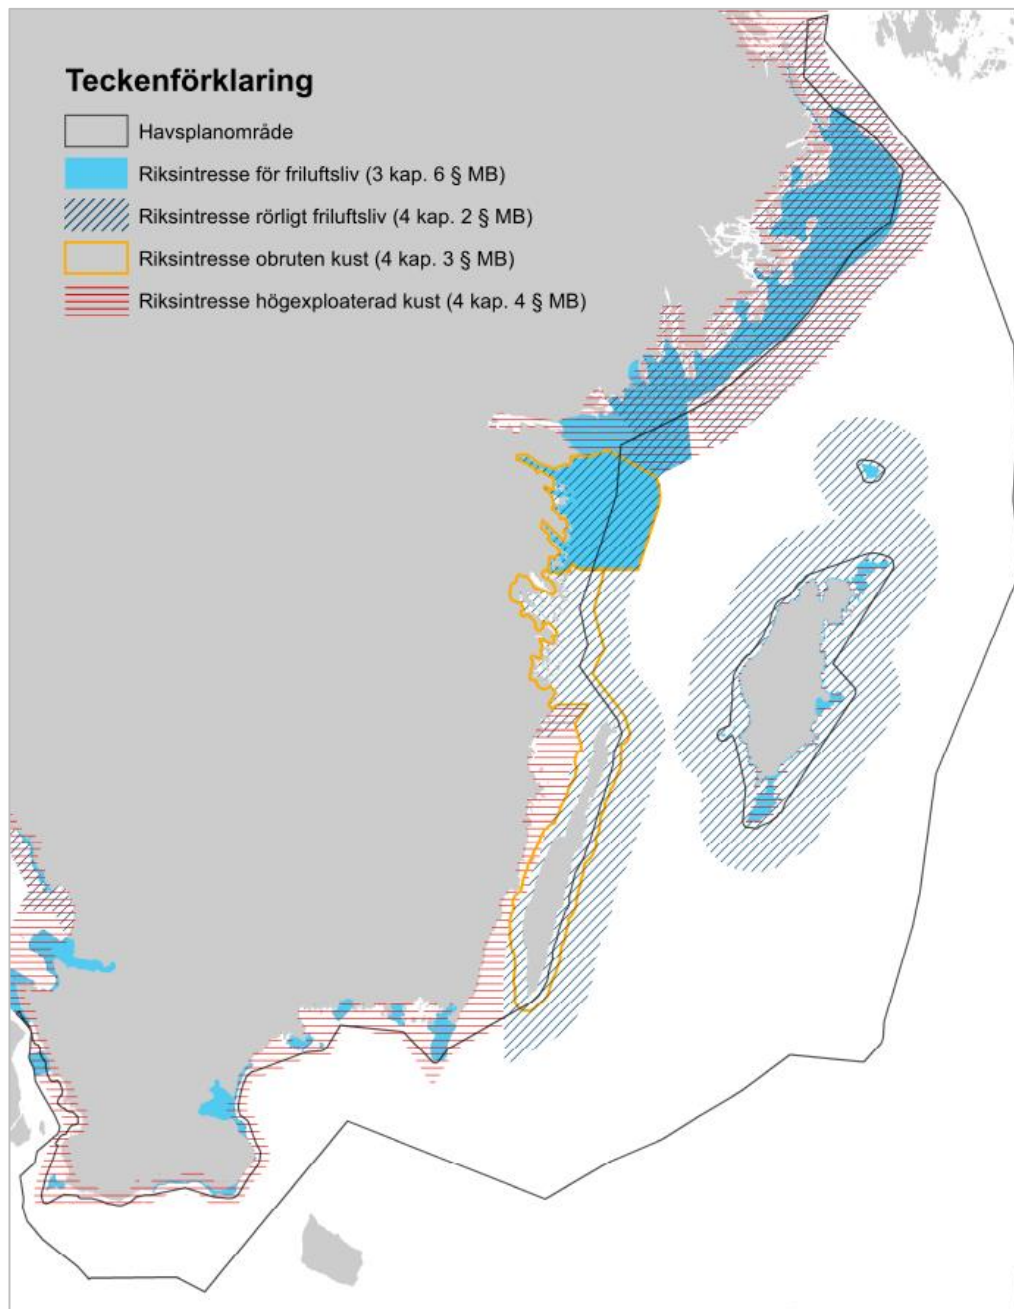 Teckenförklaring
Havsplanområde
Riksintresse för friluftsliv (3 kap. 6 § MB)
Riksintresse rörligt friluftsliv (4 kap. 2 § MB)
Riksintresse obruten kust (4 kap. 3 § MB)
Riksintresse högexploaterad kust (4 kap. 4 § MB)